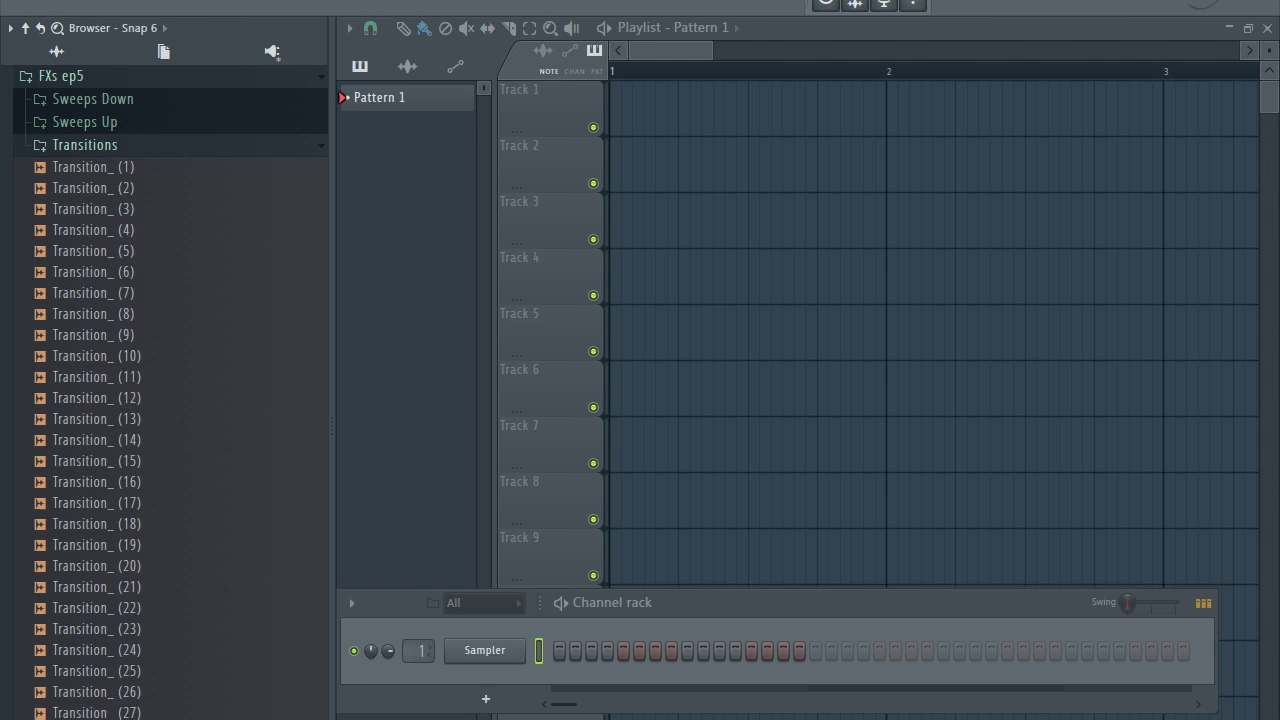 Browser - Snap 6
FXs ep5
Sweeps Down
Sweeps Up
Transitions
Transition_ (1)
Transition_ (2)
Transition_ (3)
Transition_ (4)
Transition_ (5)
Transition_ (6)
Transition_ (7)
Transition_ (8)
Transition_ (9)
Transition_ (10)
Transition_ (11)
Transition_ (12)
Transition_ (13)
Transition_ (14)
Transition_ (15)
Transition_ (16)
Transition_ (17)
Transition_ (18)
Transition_ (19)
Transition_ (20)
Transition_ (21)
Transition_ (22)
Transition_ (23)
Transition_ (24)
Transition_ (25)
Transition_ (26)
Transition_ (27)
Playlist - Pattern 1
NOTE CHAN PAT
1 2 3
Pattern 1
Track 1
...
Track 2
...
Track 3
...
Track 4
...
Track 5
...
Track 6
...
Track 7
...
Track 8
...
Track 9
...
All
Channel rack
Swing
1
Sampler
+